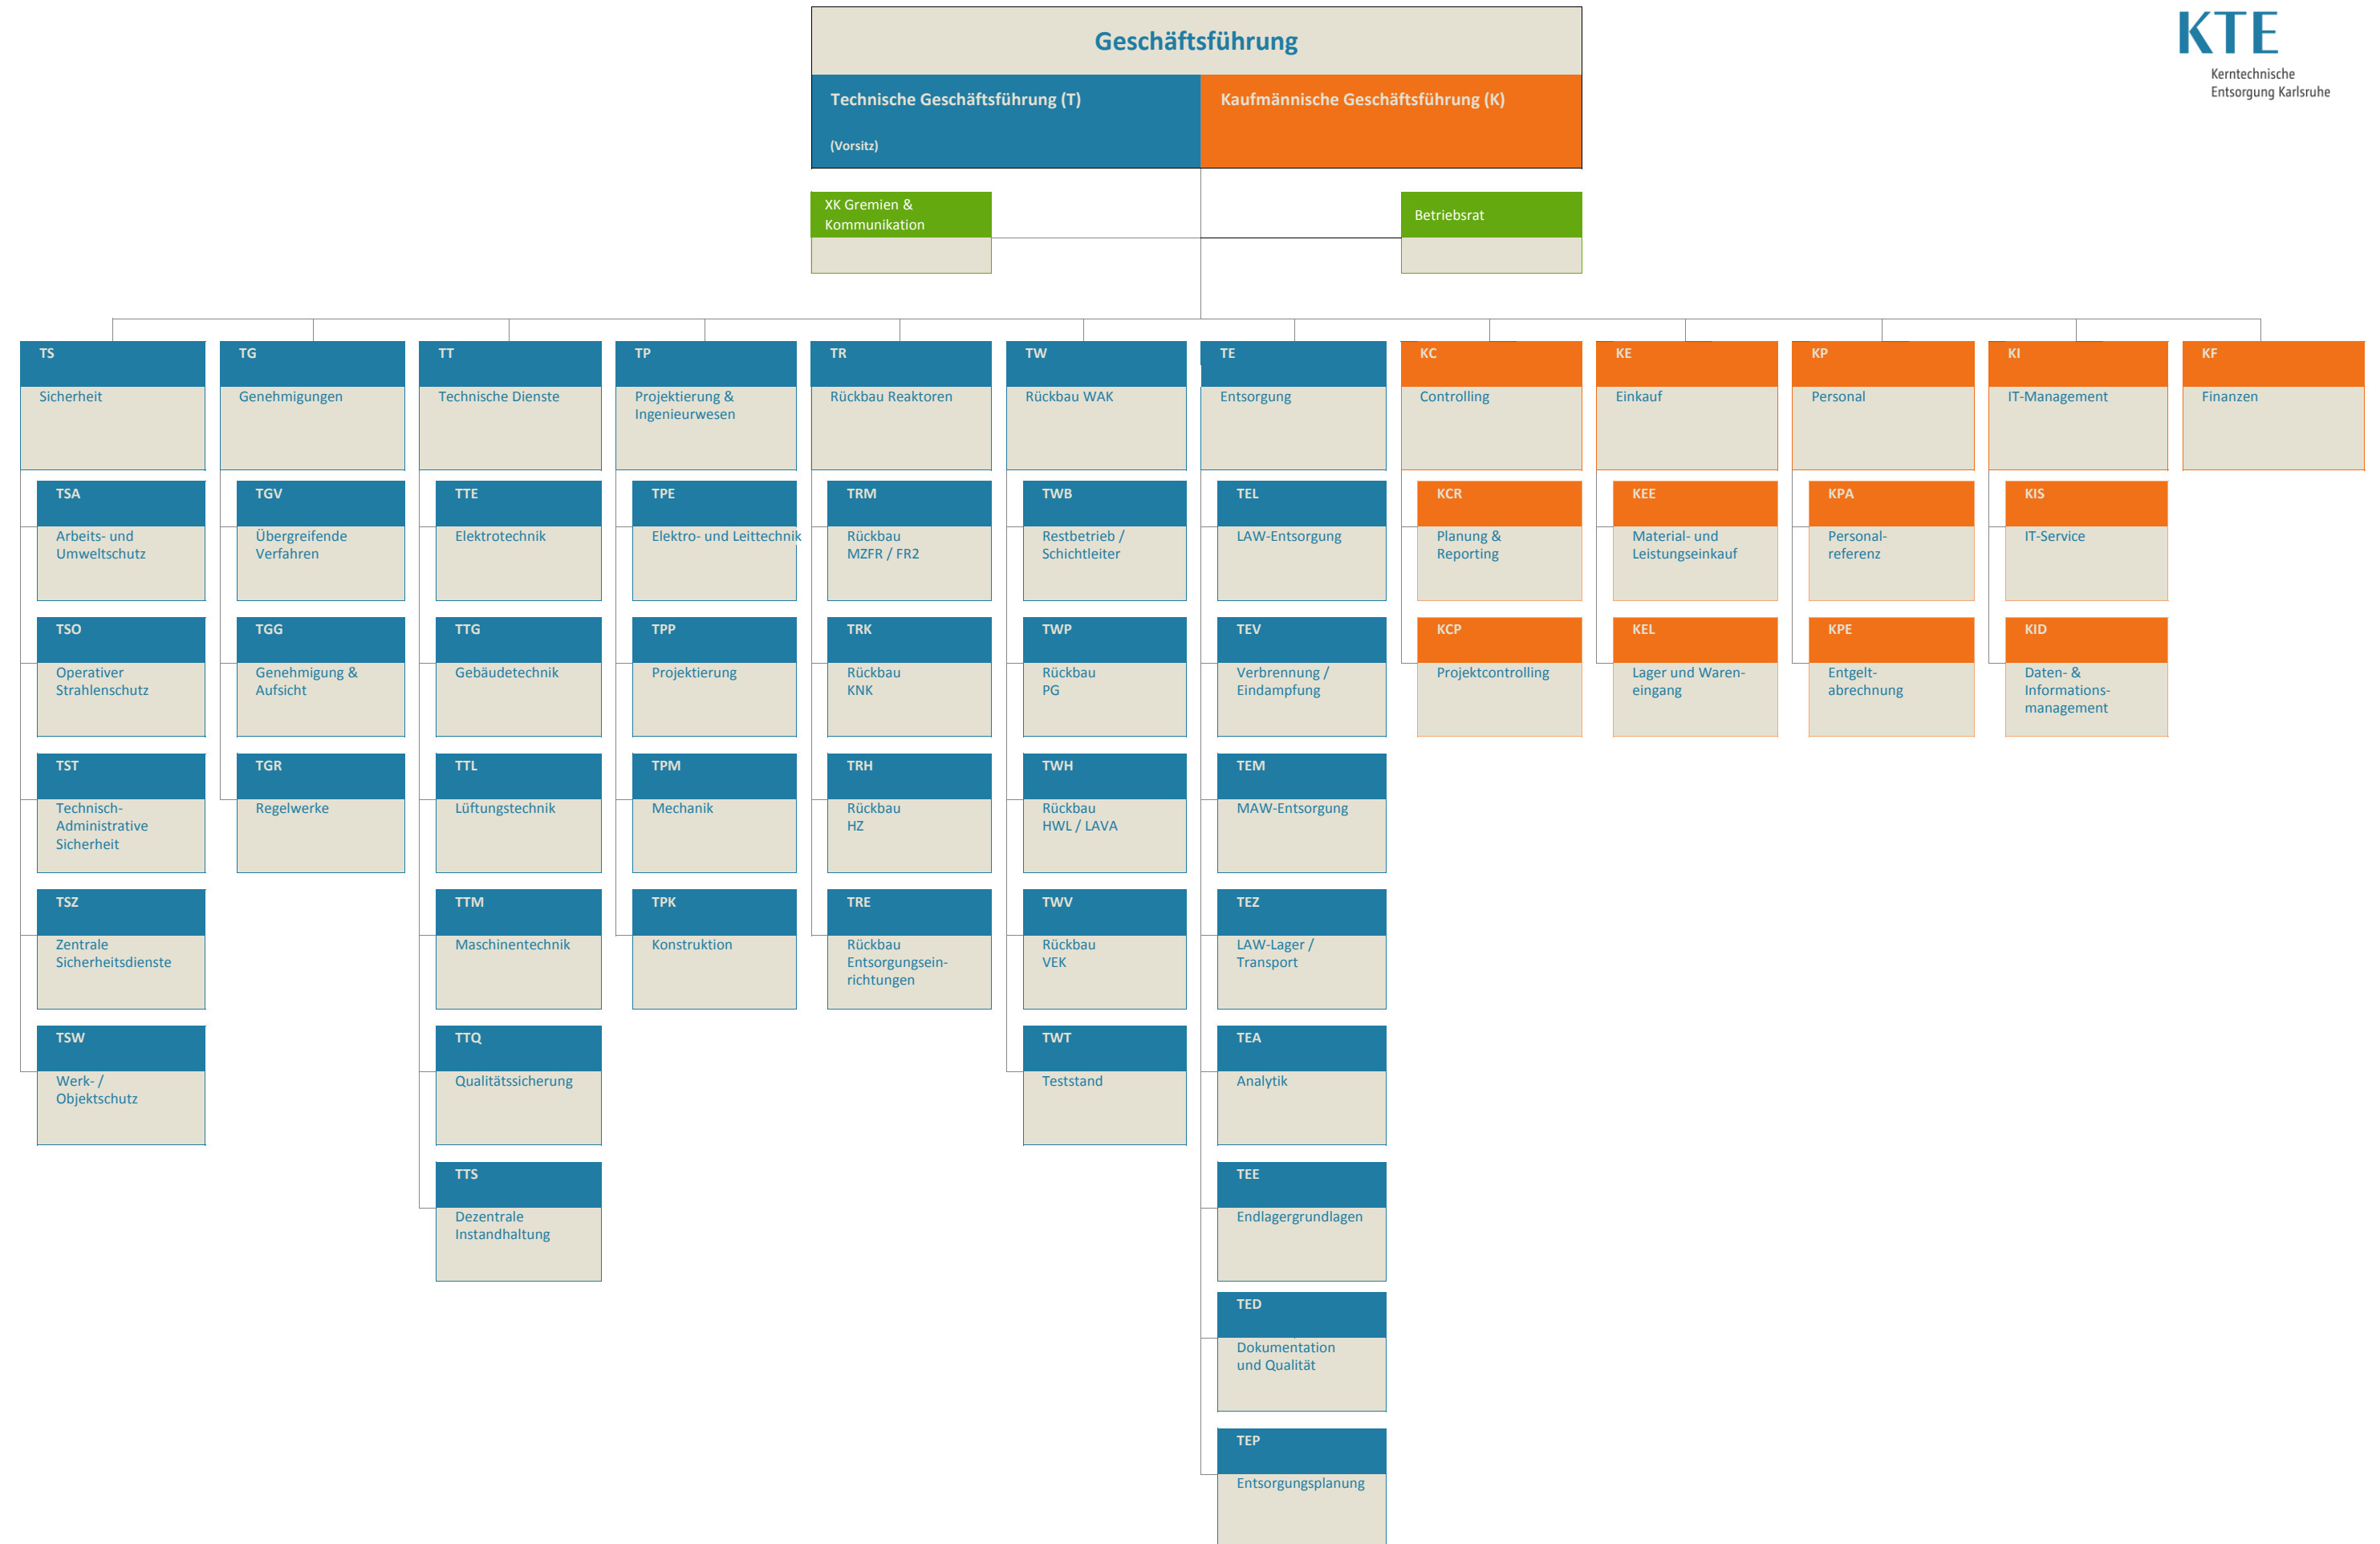 Geschäftsführung
KTE
Kerntechnische
Entsorgung Karlsruhe
Technische Geschäftsführung (T)
(Vorsitz)
Kaufmännische Geschäftsführung (K)
XK Gremien &
Kommunikation
Betriebsrat
TS
Sicherheit
TG
Genehmigungen
TT
Technische Dienste
TP
Projektierung &
Ingenieurwesen
TR
Rückbau Reaktoren
TW
Rückbau WAK
TE
Entsorgung
KC
Controlling
KE
Einkauf
KP
Personal
KI
IT-Management
KF
Finanzen
TSA
Arbeits- und
Umweltschutz
TGV
Übergreifende
Verfahren
TTE
Elektrotechnik
TPE
Elektro- und Leittechnik
TRM
Rückbau
MZFR / FR2
TWB
Restbetrieb /
Schichtleiter
TEL
LAW-Entsorgung
KCR
Planung &
Reporting
KEE
Material- und
Leistungseinkauf
KPA
Personal-
referenz
KIS
IT-Service
TSO
Operativer
Strahlenschutz
TGG
Genehmigung &
Aufsicht
TTG
Gebäudetechnik
TPP
Projektierung
TRK
Rückbau
KNK
TWP
Rückbau
PG
TEV
Verbrennung /
Eindampfung
KCP
Projektcontrolling
KEL
Lager und Waren-
eingang
KPE
Entgelt-
abrechnung
KID
Daten- &
Informations-
management
TST
Technisch-
Administrative
Sicherheit
TGR
Regelwerke
TTL
Lüftungstechnik
TPM
Mechanik
TRH
Rückbau
HZ
TWH
Rückbau
HWL / LAVA
TEM
MAW-Entsorgung
TSZ
Zentrale
Sicherheitsdienste
TTM
Maschinentechnik
TPK
Konstruktion
TRE
Rückbau
Entsorgungsein-
richtungen
TWV
Rückbau
VEK
TEZ
LAW-Lager /
Transport
TSW
Werk- /
Objektschutz
TTQ
Qualitätssicherung
TWT
Teststand
TEA
Analytik
TTS
Dezentrale
Instandhaltung
TEE
Endlagergrundlagen
TED
Dokumentation
und Qualität
TEP
Entsorgungsplanung